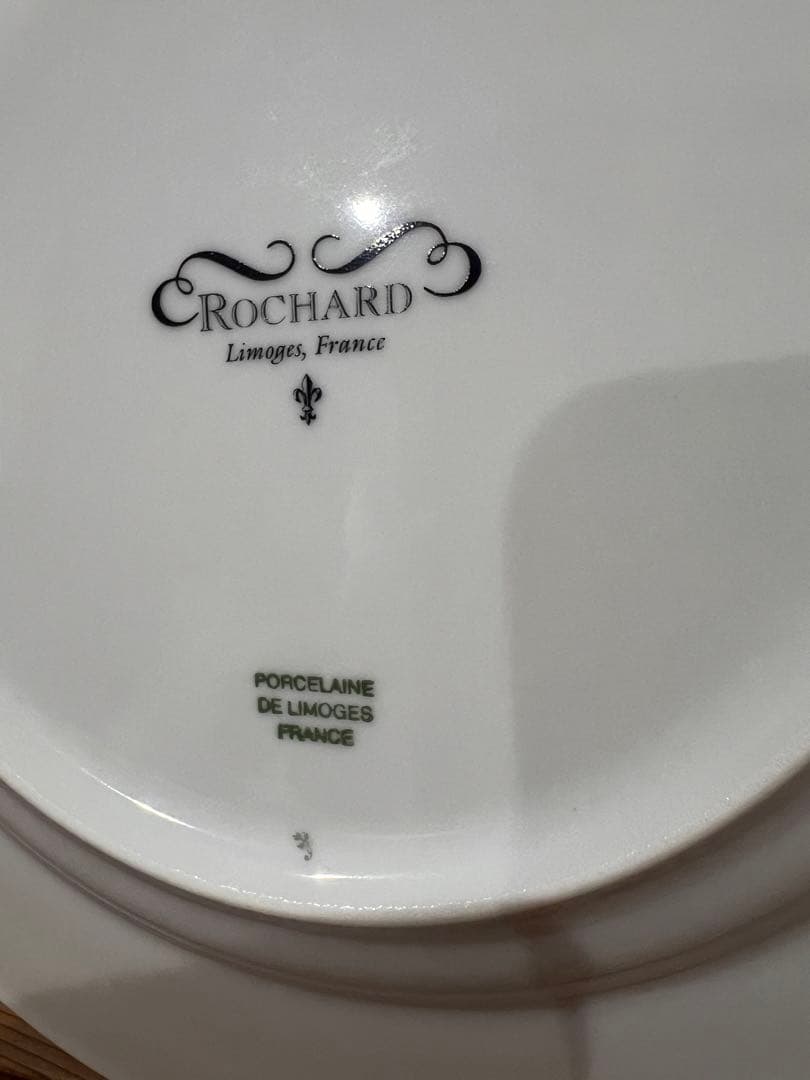 ROCHARD
Limoges, France
PORCELAINE
DE LIMOGES
FRANCE